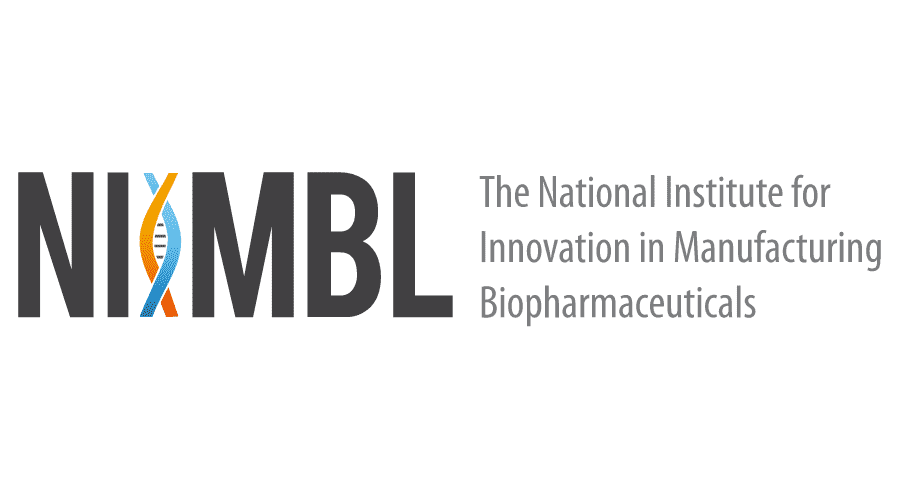 NIIMBL
The National Institute for
Innovation in Manufacturing
Biopharmaceuticals